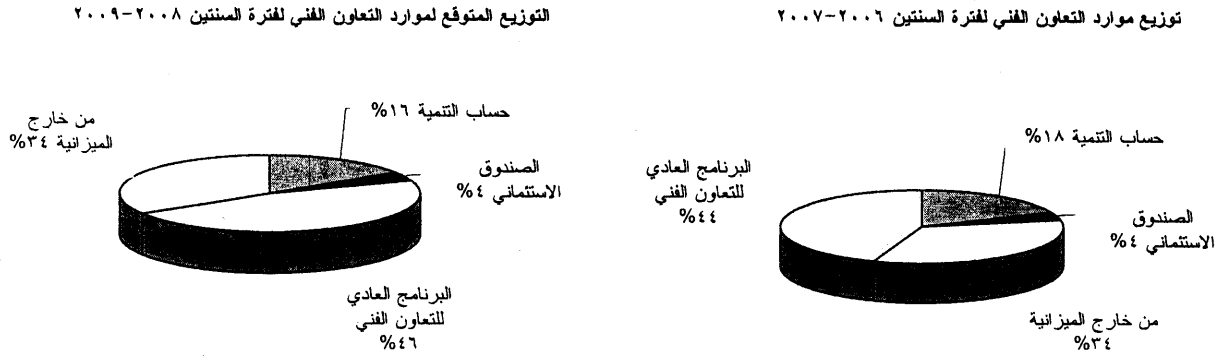 توزيع موارد التعاون الفني لفترة السنتين ٢٠٠٦-٢٠٠٧
حساب التنمية ١٨%
الصندوق
الاستثماني ٤%
البرنامج العادي
للتعاون الفني
٤٤%
من خارج الميزانية
٣٤%
التوزيع المتوقع لموارد التعاون الفني لفترة السنتين ٢٠٠٨-٢٠٠٩
حساب التنمية ١٦%
الصندوق
الاستثماني ٤%
من خارج
الميزانية ٣٤%
البرنامج العادي
للتعاون الفني
٤٦%